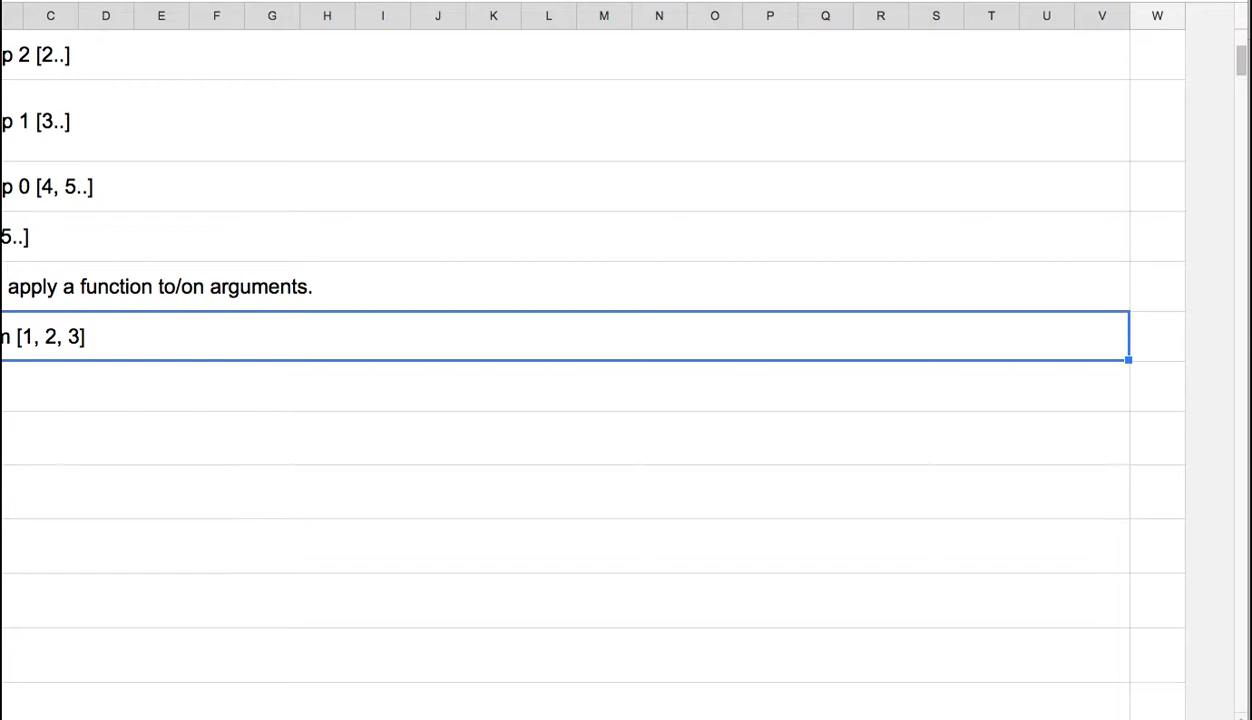 C D E F G H I J K L M N O P Q R S T U V W
p 2 [2..]
p 1 [3..]
p 0 [4, 5..]
5..]
apply a function to/on arguments.
[1, 2, 3]